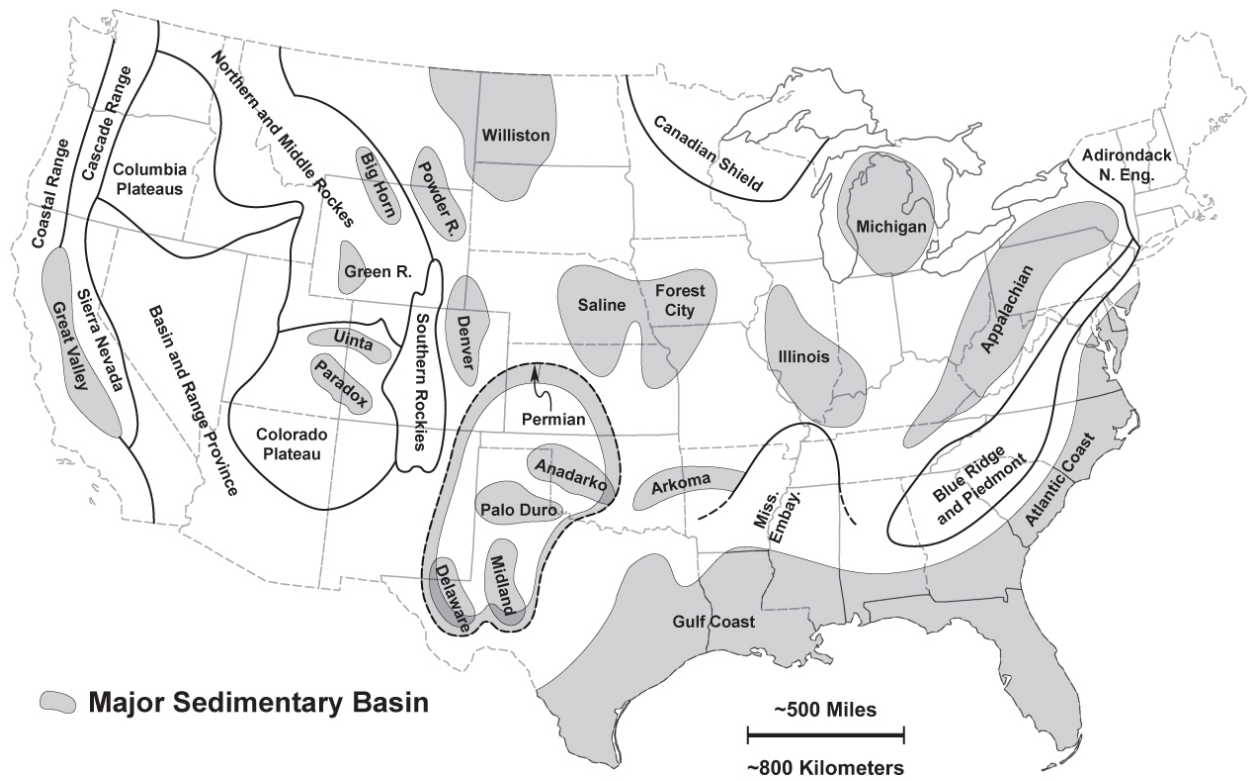 Coastal Range
Cascade Range
Columbia
Plateaus
Northern and Middle Rockes
Big Horn
Powder R.
Williston
Canadian Shield
Michigan
Adirondack
N. Eng.
Great Valley
Sierra Nevada
Basin and Range Province
Green R.
Uinta
Paradox
Colorado
Plateau
Southern Rockies
Denver
Saline
Forest
City
Illinois
Appalachian
Permian
Anadarko
Palo Duro
Delaware
Midland
Arkoma
Miss.
Embay.
Blue Ridge
and Piedmont
Atlantic Coast
Gulf Coast
Major Sedimentary Basin
~500 Miles
~800 Kilometers